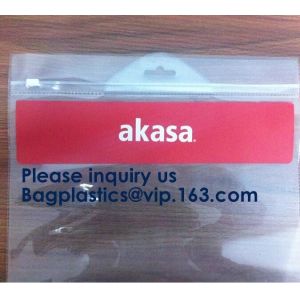 akasa.
Please inquiry us
Bagplastics@vip.163.com